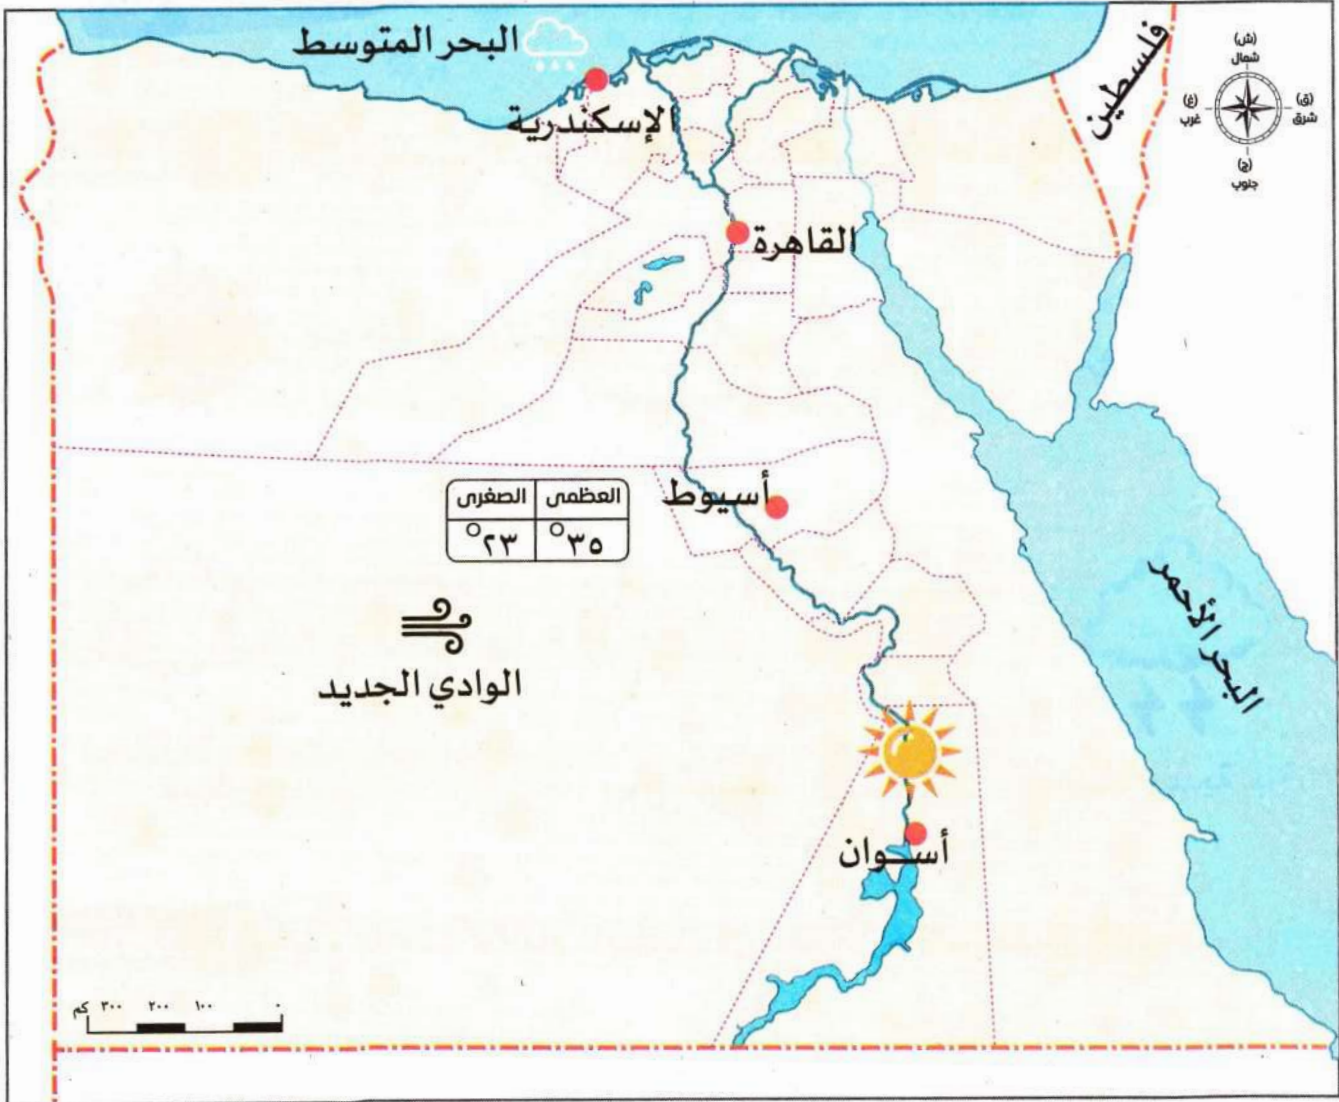 البحر المتوسط
الإسكندرية
فلسطين
(ش)
شمال
(ق)
شرق
(غ)
غرب
(ج)
جنوب
القاهرة
أسيوط
العظمى الصغرى
°٣٥ °٢٣
الوادي الجديد
البحر الأحمر
أسوان
٠ ١٠٠ ٢٠٠ ٣٠٠ كم